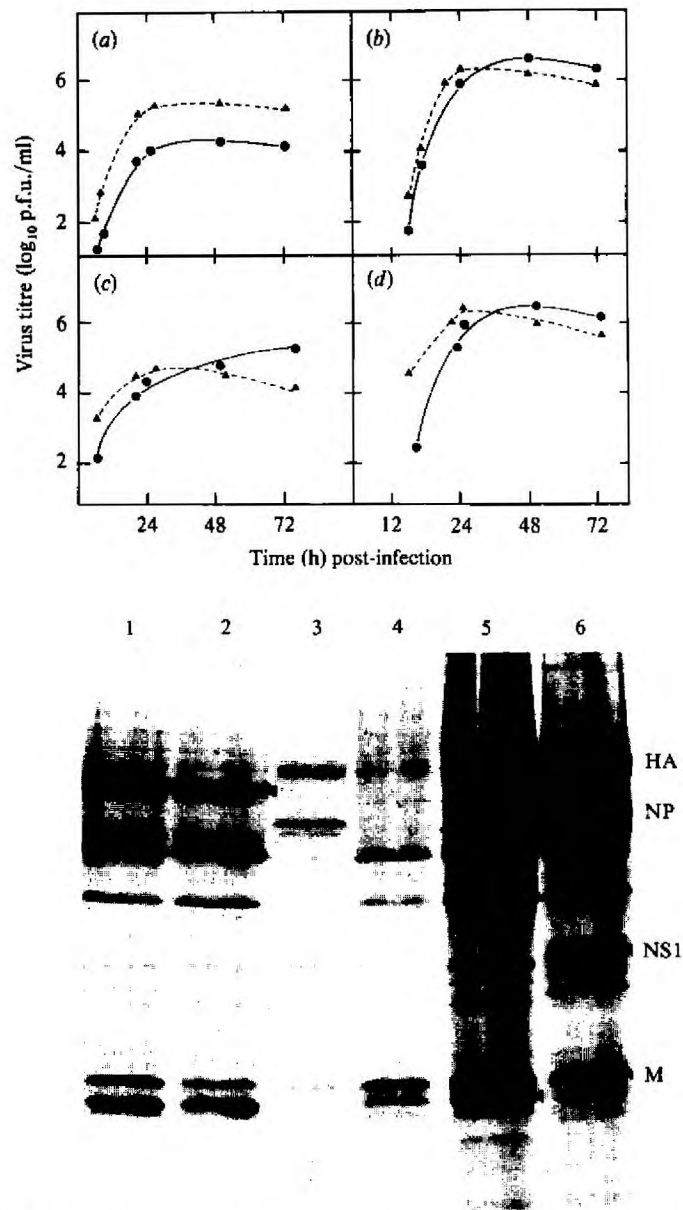 (a)
(b)
6
4
2
(c)
(d)
6
4
2
Virus titre (log₁₀ p.f.u./ml)
24 48 72 12 24 48 72
Time (h) post-infection
1 2 3 4 5 6
HA
NP
NS1
M